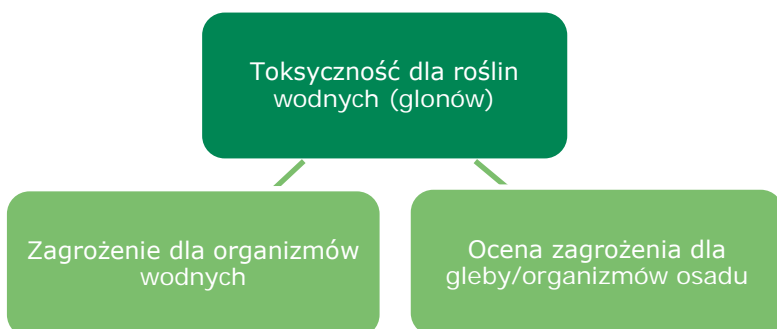 Toksyczność dla roślin
wodnych (glonów)
Zagrożenie dla organizmów
wodnych
Ocena zagrożenia dla
gleby/organizmów osadu